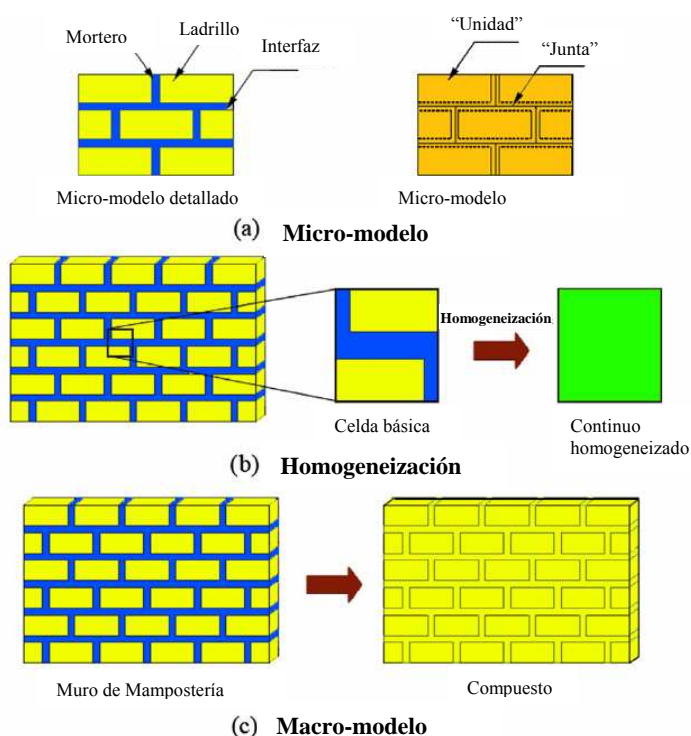 Mortero
Ladrillo
Interfaz
“Unidad”
“Junta”
Micro-modelo detallado
Micro-modelo
(a) Micro-modelo
Homogeneización
Celda básica
Continuo
homogeneizado
(b) Homogeneización
Muro de Mampostería
Compuesto
(c) Macro-modelo